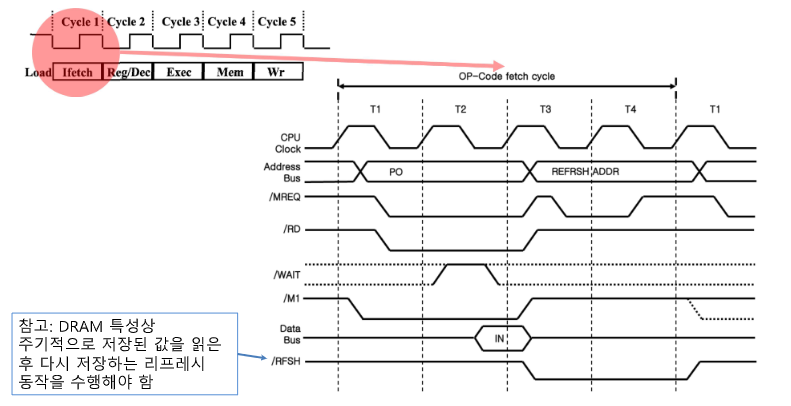 Cycle 1 Cycle 2 Cycle 3 Cycle 4 Cycle 5
Load Ifetch Reg/Dec Exec Mem Wr
OP-Code fetch cycle
T1 T2 T3 T4 T1
CPU
Clock
Address
Bus
PO REFRSH ADDR
/MREQ
/RD
/WAIT
/M1
Data
Bus
IN
/RFSH
참고: DRAM 특성상
주기적으로 저장된 값을 읽은
후 다시 저장하는 리프레시
동작을 수행해야 함